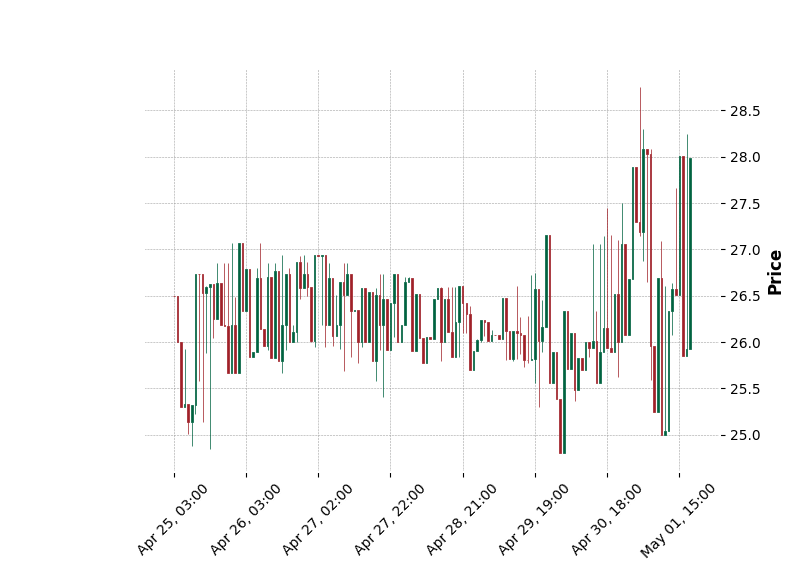 28.5
28.0
27.5
27.0
26.5
26.0
25.5
25.0
Price
Apr 25, 03:00
Apr 26, 03:00
Apr 27, 02:00
Apr 27, 22:00
Apr 28, 21:00
Apr 29, 19:00
Apr 30, 18:00
May 01, 15:00